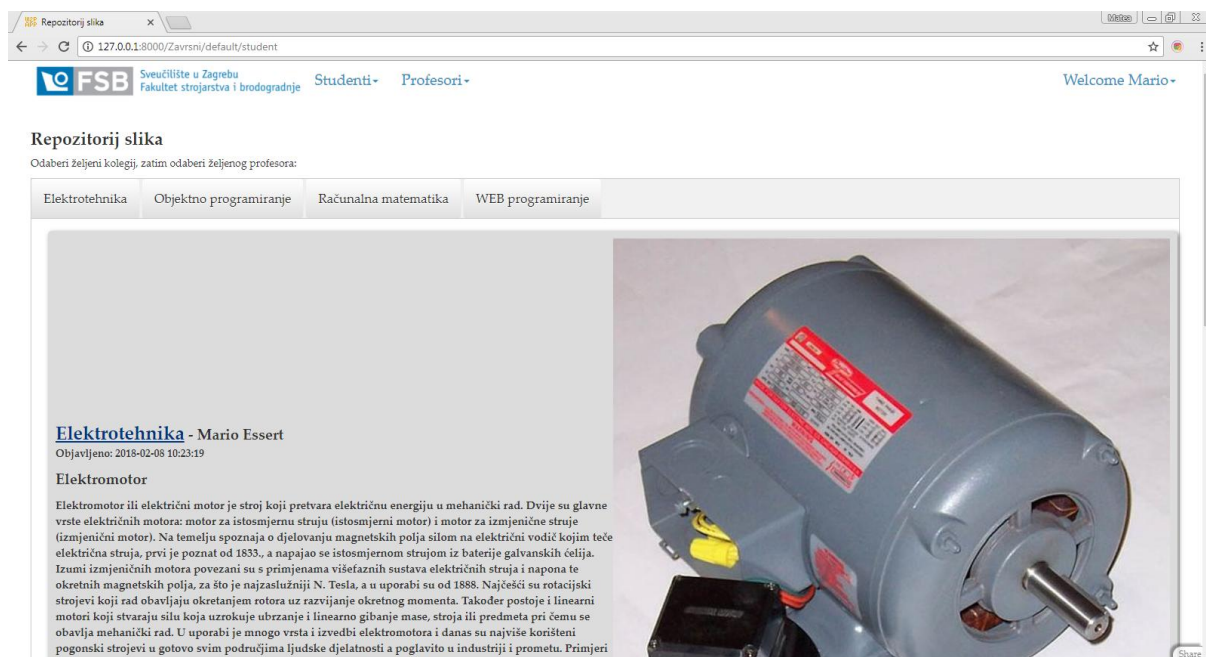 Repozitorij slika
Matea
127.0.0.1:8000/Zavrsni/default/student
FSB
Sveučilište u Zagrebu
Fakultet strojarstva i brodogradnje
Studenti
Profesori
Welcome Mario
Repozitorij slika
Odaberi željeni kolegij, zatim odaberi željenog profesora:
Elektrotehnika
Objektno programiranje
Računalna matematika
WEB programiranje
Elektrotehnika - Mario Essert
Objavljeno: 2018-02-08 10:23:19
Elektromotor
Elektromotor ili električni motor je stroj koji pretvara električnu energiju u mehanički rad. Dvije su glavne
vrste električnih motora: motor za istosmjernu struju (istosmjerni motor) i motor za izmjenične struje
(izmjenični motor). Na temelju spoznaja o djelovanju magnetskih polja silom na električni vodič kojim teče
električna struja, prvi je poznat od 1833., a napajao se istosmjernom strujom iz baterije galvanskih ćelija.
Izumi izmjeničnih motora povezani su s primjenama višefaznih sustava električnih struja i napona te
okretnih magnetskih polja, za što je najzaslužniji N. Tesla, a u uporabi su od 1888. Najčešći su rotacijski
strojevi koji rad obavljaju okretanjem rotora uz razvijanje okretnog momenta. Također postoje i linearni
motori koji stvaraju silu koja uzrokuje ubrzanje i linearno gibanje mase, stroja ili predmeta pri čemu se
obavlja mehanički rad. U uporabi je mnogo vrsta i izvedbi elektromotora i danas su najviše korišteni
pogonski strojevi u gotovo svim područjima ljudske djelatnosti a poglavito u industriji i prometu. Primjeri
Share